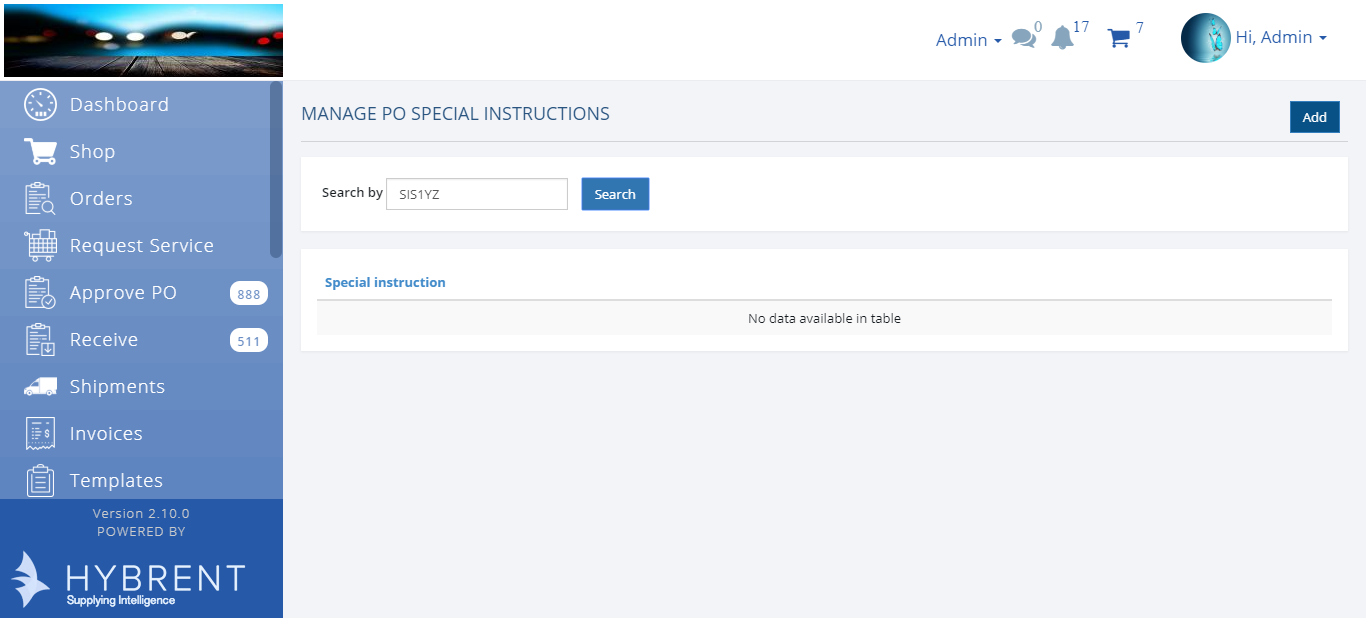 Admin 0 17 7 Hi, Admin
Dashboard
Shop
Orders
Request Service
Approve PO 888
Receive 511
Shipments
Invoices
Templates
Version 2.10.0
POWERED BY
HYBRENT
Supplying Intelligence
MANAGE PO SPECIAL INSTRUCTIONS Add
Search by SIS1YZ Search
Special instruction
No data available in table